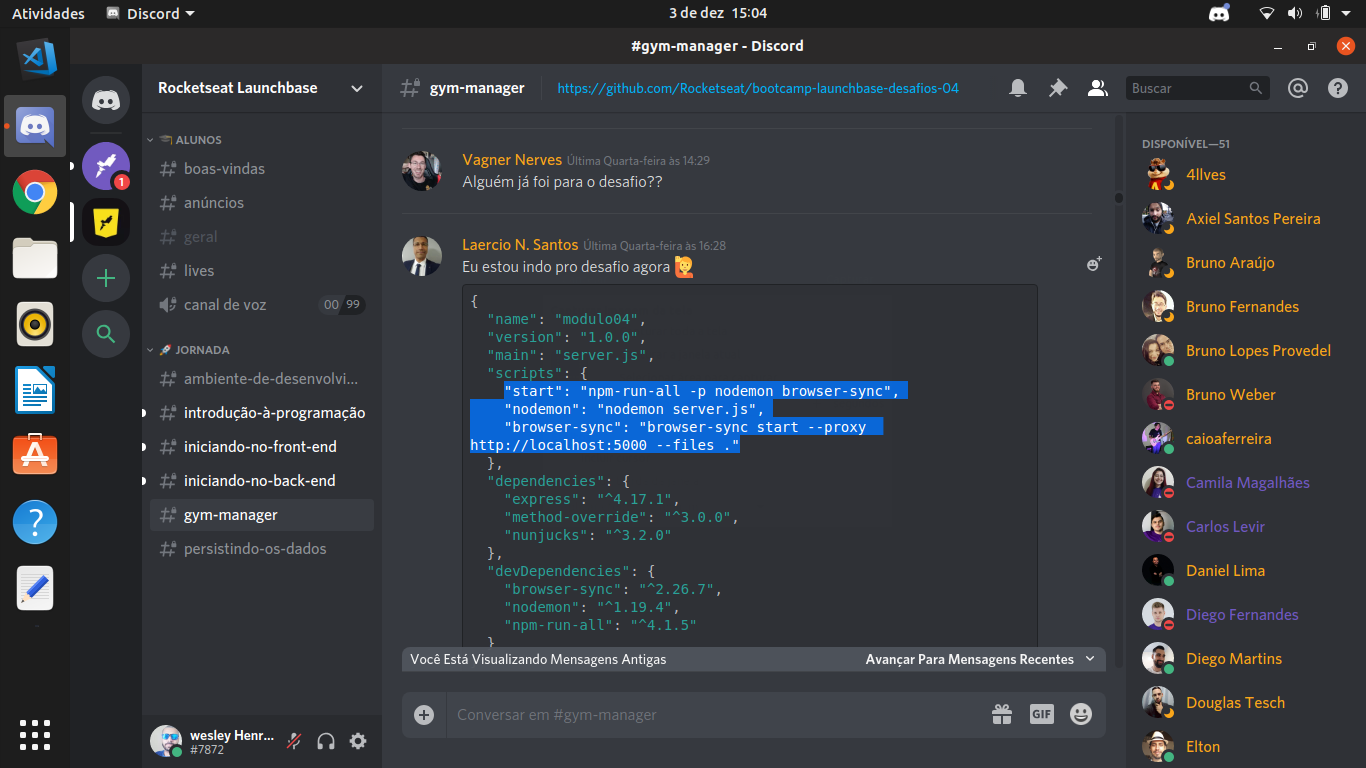 Atividades
Discord
3 de dez 15:04
#gym-manager - Discord
Rocketseat Launchbase
gym-manager
https://github.com/Rocketseat/bootcamp-launchbase-desafios-04
Buscar
1
ALUNOS
boas-vindas
anúncios
geral
lives
canal de voz
00 99
JORNADA
ambiente-de-desenvolvi...
introdução-à-programação
iniciando-no-front-end
iniciando-no-back-end
gym-manager
persistindo-os-dados
wesley Henr...
#7872
Vagner Nerves Última Quarta-feira às 14:29
Alguém já foi para o desafio??
Laercio N. Santos Última Quarta-feira às 16:28
Eu estou indo pro desafio agora
{
"name": "modulo04",
"version": "1.0.0",
"main": "server.js",
"scripts": {
"start": "npm-run-all -p nodemon browser-sync",
"nodemon": "nodemon server.js",
"browser-sync": "browser-sync start --proxy
http://localhost:5000 --files ."
},
"dependencies": {
"express": "^4.17.1",
"method-override": "^3.0.0",
"nunjucks": "^3.2.0"
},
"devDependencies": {
"browser-sync": "^2.26.7",
"nodemon": "^1.19.4",
"npm-run-all": "^4.1.5"
}
Você Está Visualizando Mensagens Antigas
Avançar Para Mensagens Recentes
Conversar em #gym-manager
GIF
DISPONÍVEL—51
4llves
Axiel Santos Pereira
Bruno Araújo
Bruno Fernandes
Bruno Lopes Provedel
Bruno Weber
caioaferreira
Camila Magalhães
Carlos Levir
Daniel Lima
Diego Fernandes
Diego Martins
Douglas Tesch
Elton